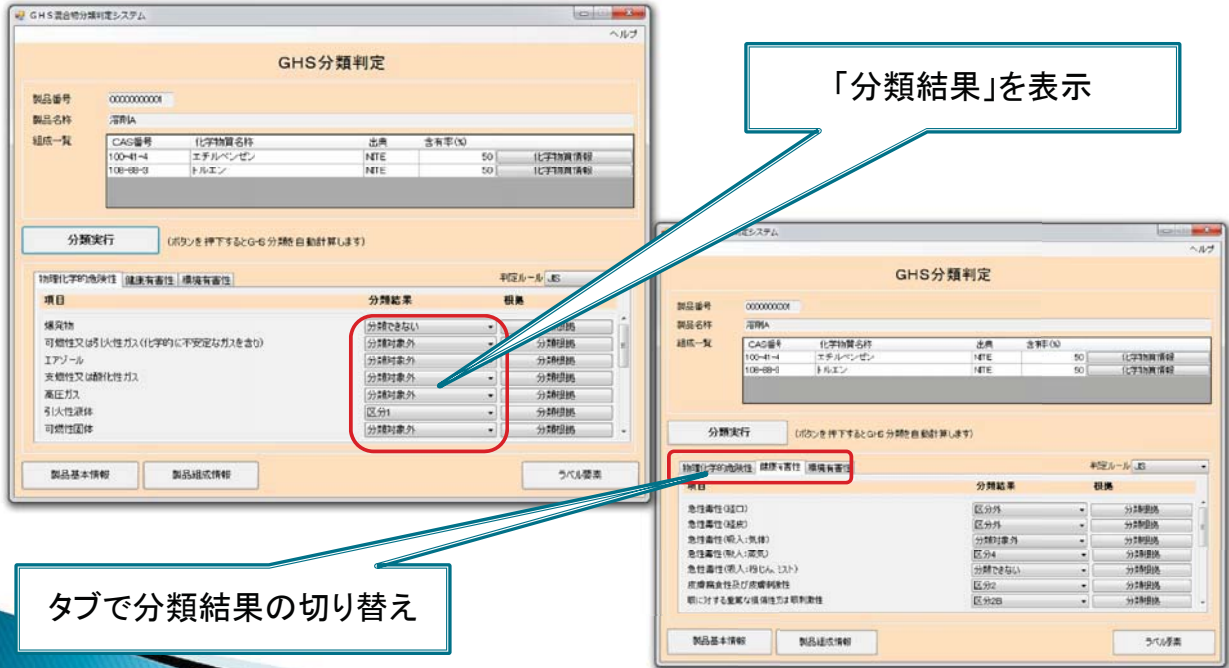 GHS混合物分類判定システム
ヘルプ
GHS分類判定
製品番号 0000000001
製品名称 溶剤A
組成一覧 CAS番号 化学物質名称 出典 含有率(%)
100-41-4 エチルベンゼン NITE 50 化学物質情報
108-88-3 トルエン NITE 50 化学物質情報
分類実行 (ボタンを押下するとGHS分類を自動計算します)
物理化学的危険性 健康有害性 環境有害性 判定ルール JIS
項目 分類結果 根拠
爆発物 分類できない 分類根拠
可燃性又は引火性ガス(化学的に不安定なガスを含む) 分類対象外 分類根拠
エアゾール 分類対象外 分類根拠
支燃性又は酸化性ガス 分類対象外 分類根拠
高圧ガス 分類対象外 分類根拠
引火性液体 区分1 分類根拠
可燃性固体 分類対象外 分類根拠
製品基本情報 製品組成情報 ラベル要素
「分類結果」を表示
定システム
ヘルプ
GHS分類判定
製品番号 0000000001
製品名称 溶剤A
組成一覧 CAS番号 化学物質名称 出典 含有率(%)
100-41-4 エチルベンゼン NITE 50 化学物質情報
108-88-3 トルエン NITE 50 化学物質情報
分類実行 (ボタンを押下するとGHS分類を自動計算します)
物理化学的危険性 健康有害性 環境有害性 判定ルール JIS
項目 分類結果 根拠
急性毒性(経口) 区分外 分類根拠
急性毒性(経皮) 区分外 分類根拠
急性毒性(吸入:気体) 分類対象外 分類根拠
急性毒性(吸入:蒸気) 区分4 分類根拠
急性毒性(吸入:粉じん、ミスト) 分類できない 分類根拠
皮膚腐食性及び皮膚刺激性 区分2 分類根拠
眼に対する重篤な損傷性又は眼刺激性 区分2B 分類根拠
製品基本情報 製品組成情報 ラベル要素
タブで分類結果の切り替え